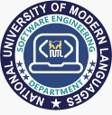 NATIONAL UNIVERSITY OF MODERN LANGUAGES
SOFTWARE ENGINEERING
DEPARTMENT